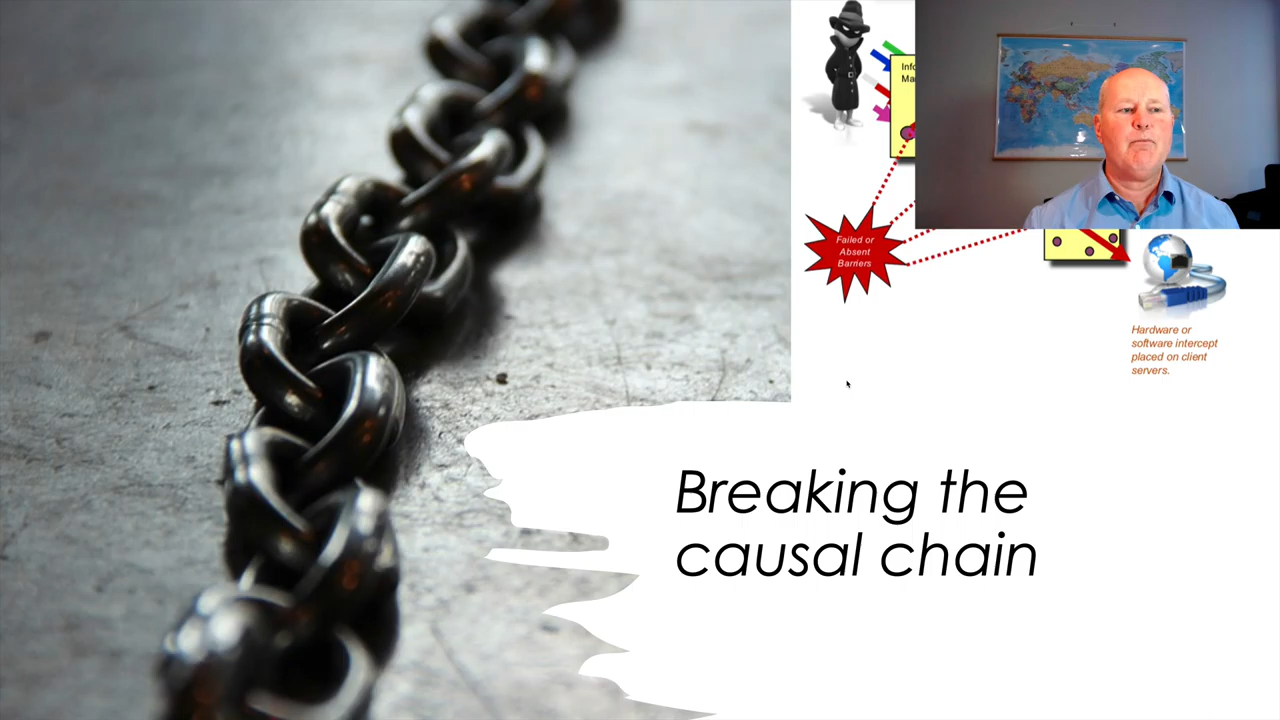 Failed or
Absent
Barriers
Hardware or
software intercept
placed on client
servers.
Breaking the
causal chain